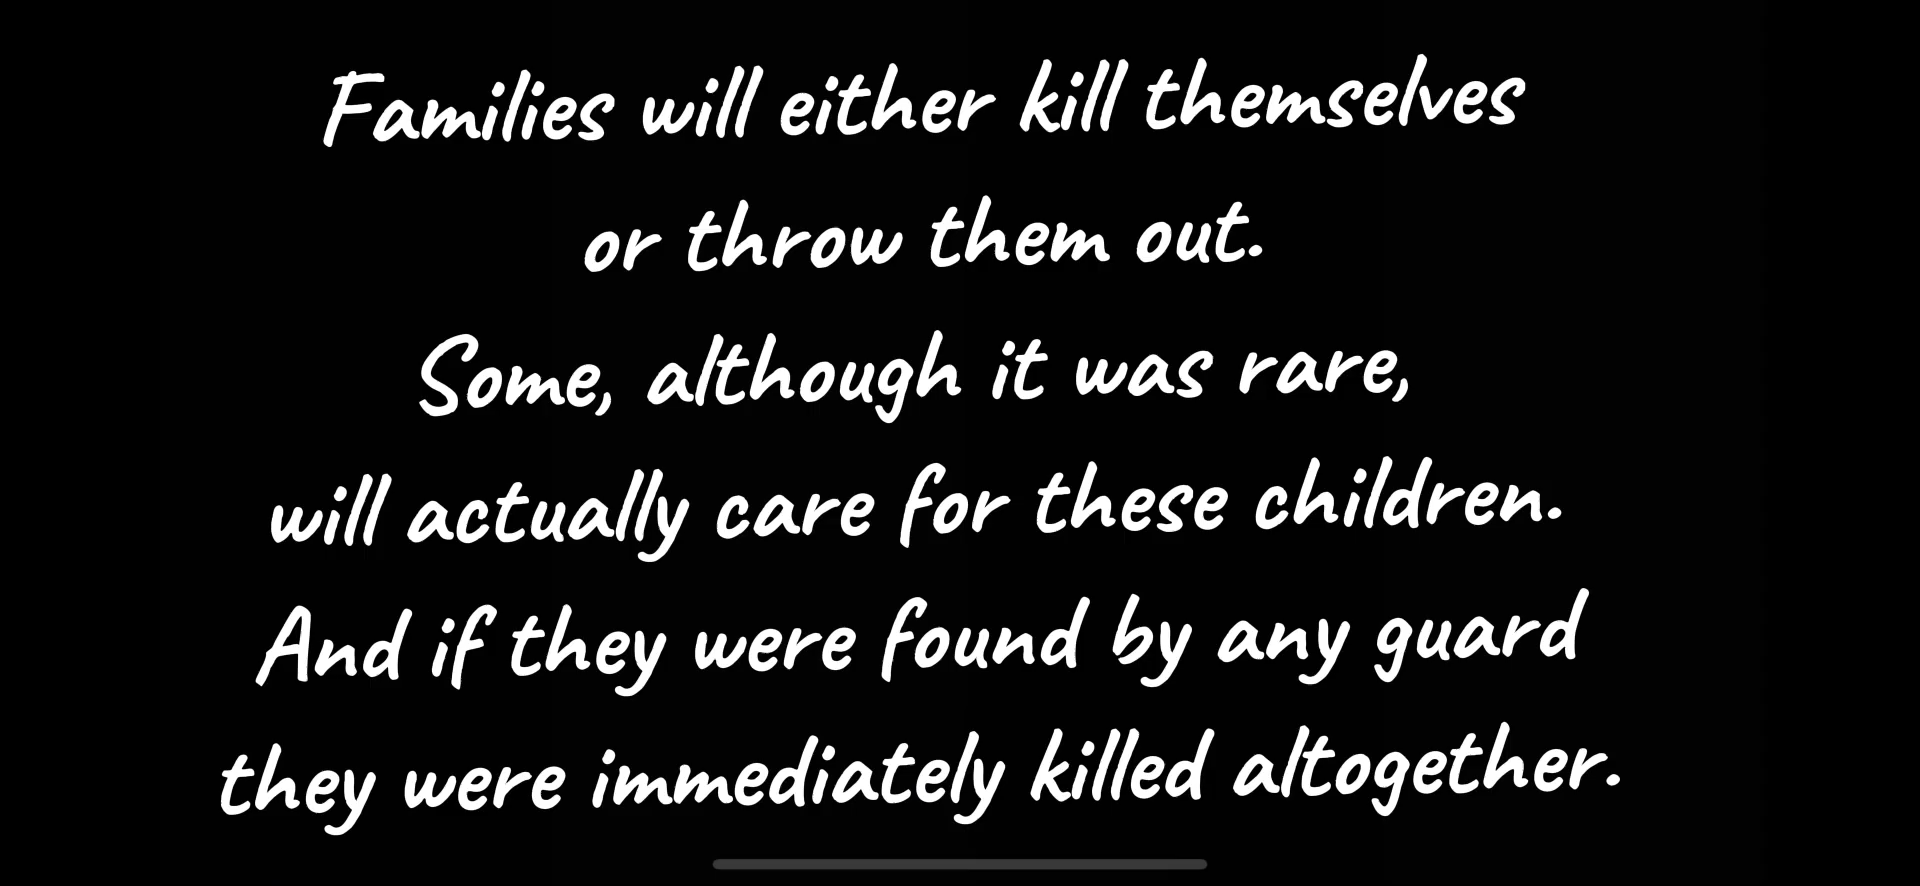 Families will either kill themselves
or throw them out.
Some, although it was rare,
will actually care for these children.
And if they were found by any guard
they were immediately killed altogether.